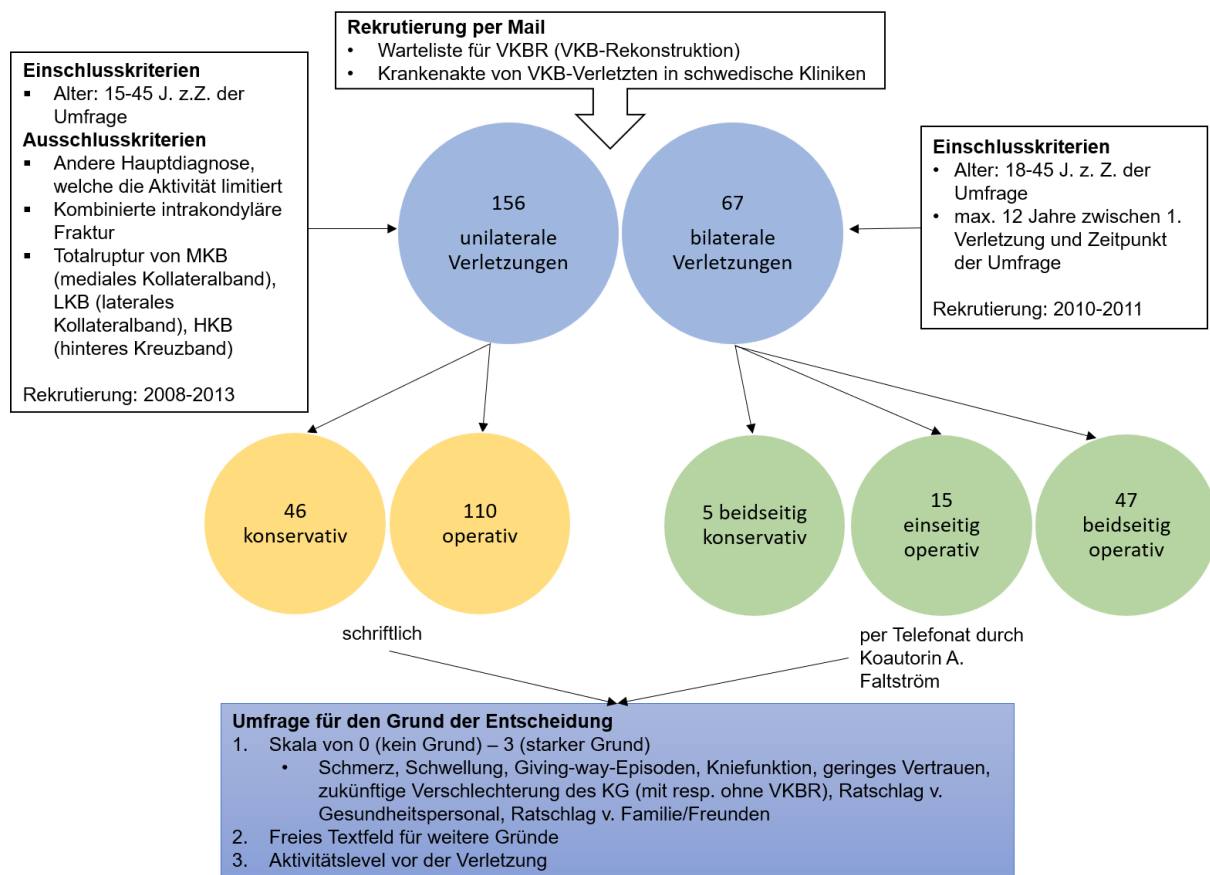 Rekrutierung per Mail
• Warteliste für VKBR (VKB-Rekonstruktion)
• Krankenakte von VKB-Verletzten in schwedische Kliniken
Einschlusskriterien
▪ Alter: 15-45 J. z.Z. der
Umfrage
Ausschlusskriterien
▪ Andere Hauptdiagnose,
welche die Aktivität limitiert
▪ Kombinierte intrakondyläre
Fraktur
▪ Totalruptur von MKB
(mediales Kollateralband),
LKB (laterales
Kollateralband), HKB
(hinteres Kreuzband)
Rekrutierung: 2008-2013
156
unilaterale
Verletzungen
67
bilaterale
Verletzungen
Einschlusskriterien
• Alter: 18-45 J. z. Z. der
Umfrage
• max. 12 Jahre zwischen 1.
Verletzung und Zeitpunkt
der Umfrage
Rekrutierung: 2010-2011
46
konservativ
110
operativ
5 beidseitig
konservativ
15
einseitig
operativ
47
beidseitig
operativ
schriftlich
per Telefonat durch
Koautorin A.
Faltström
Umfrage für den Grund der Entscheidung
1. Skala von 0 (kein Grund) – 3 (starker Grund)
• Schmerz, Schwellung, Giving-way-Episoden, Kniefunktion, geringes Vertrauen,
zukünftige Verschlechterung des KG (mit resp. ohne VKBR), Ratschlag v.
Gesundheitspersonal, Ratschlag v. Familie/Freunden
2. Freies Textfeld für weitere Gründe
3. Aktivitätslevel vor der Verletzung